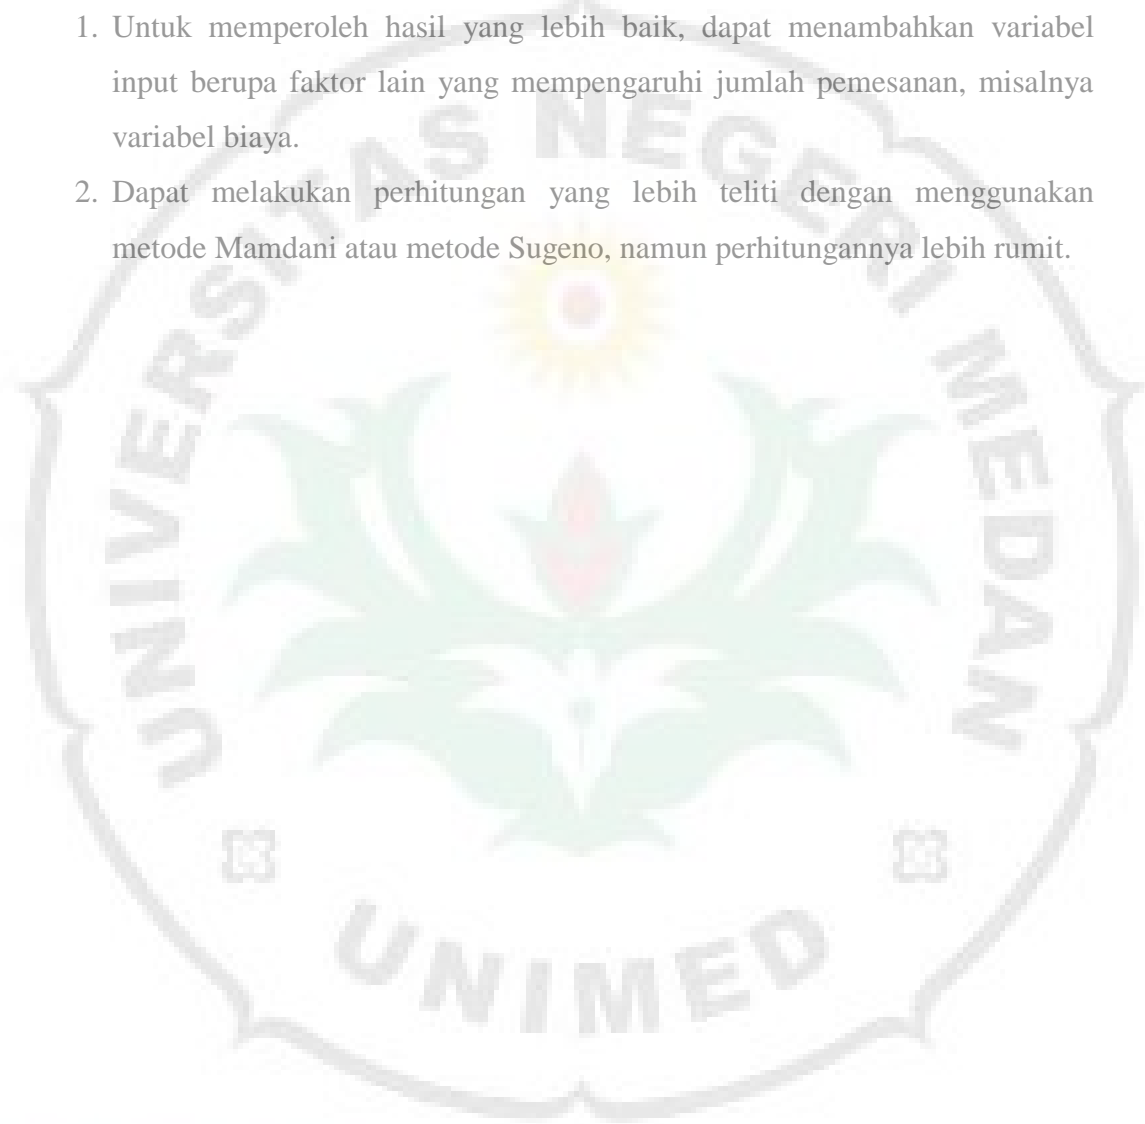 1. Untuk memperoleh hasil yang lebih baik, dapat menambahkan variabel
input berupa faktor lain yang mempengaruhi jumlah pemesanan, misalnya
variabel biaya.
2. Dapat melakukan perhitungan yang lebih teliti dengan menggunakan
metode Mamdani atau metode Sugeno, namun perhitungannya lebih rumit.
UNIVERSITAS NEGERI MEDAN
UNIMED